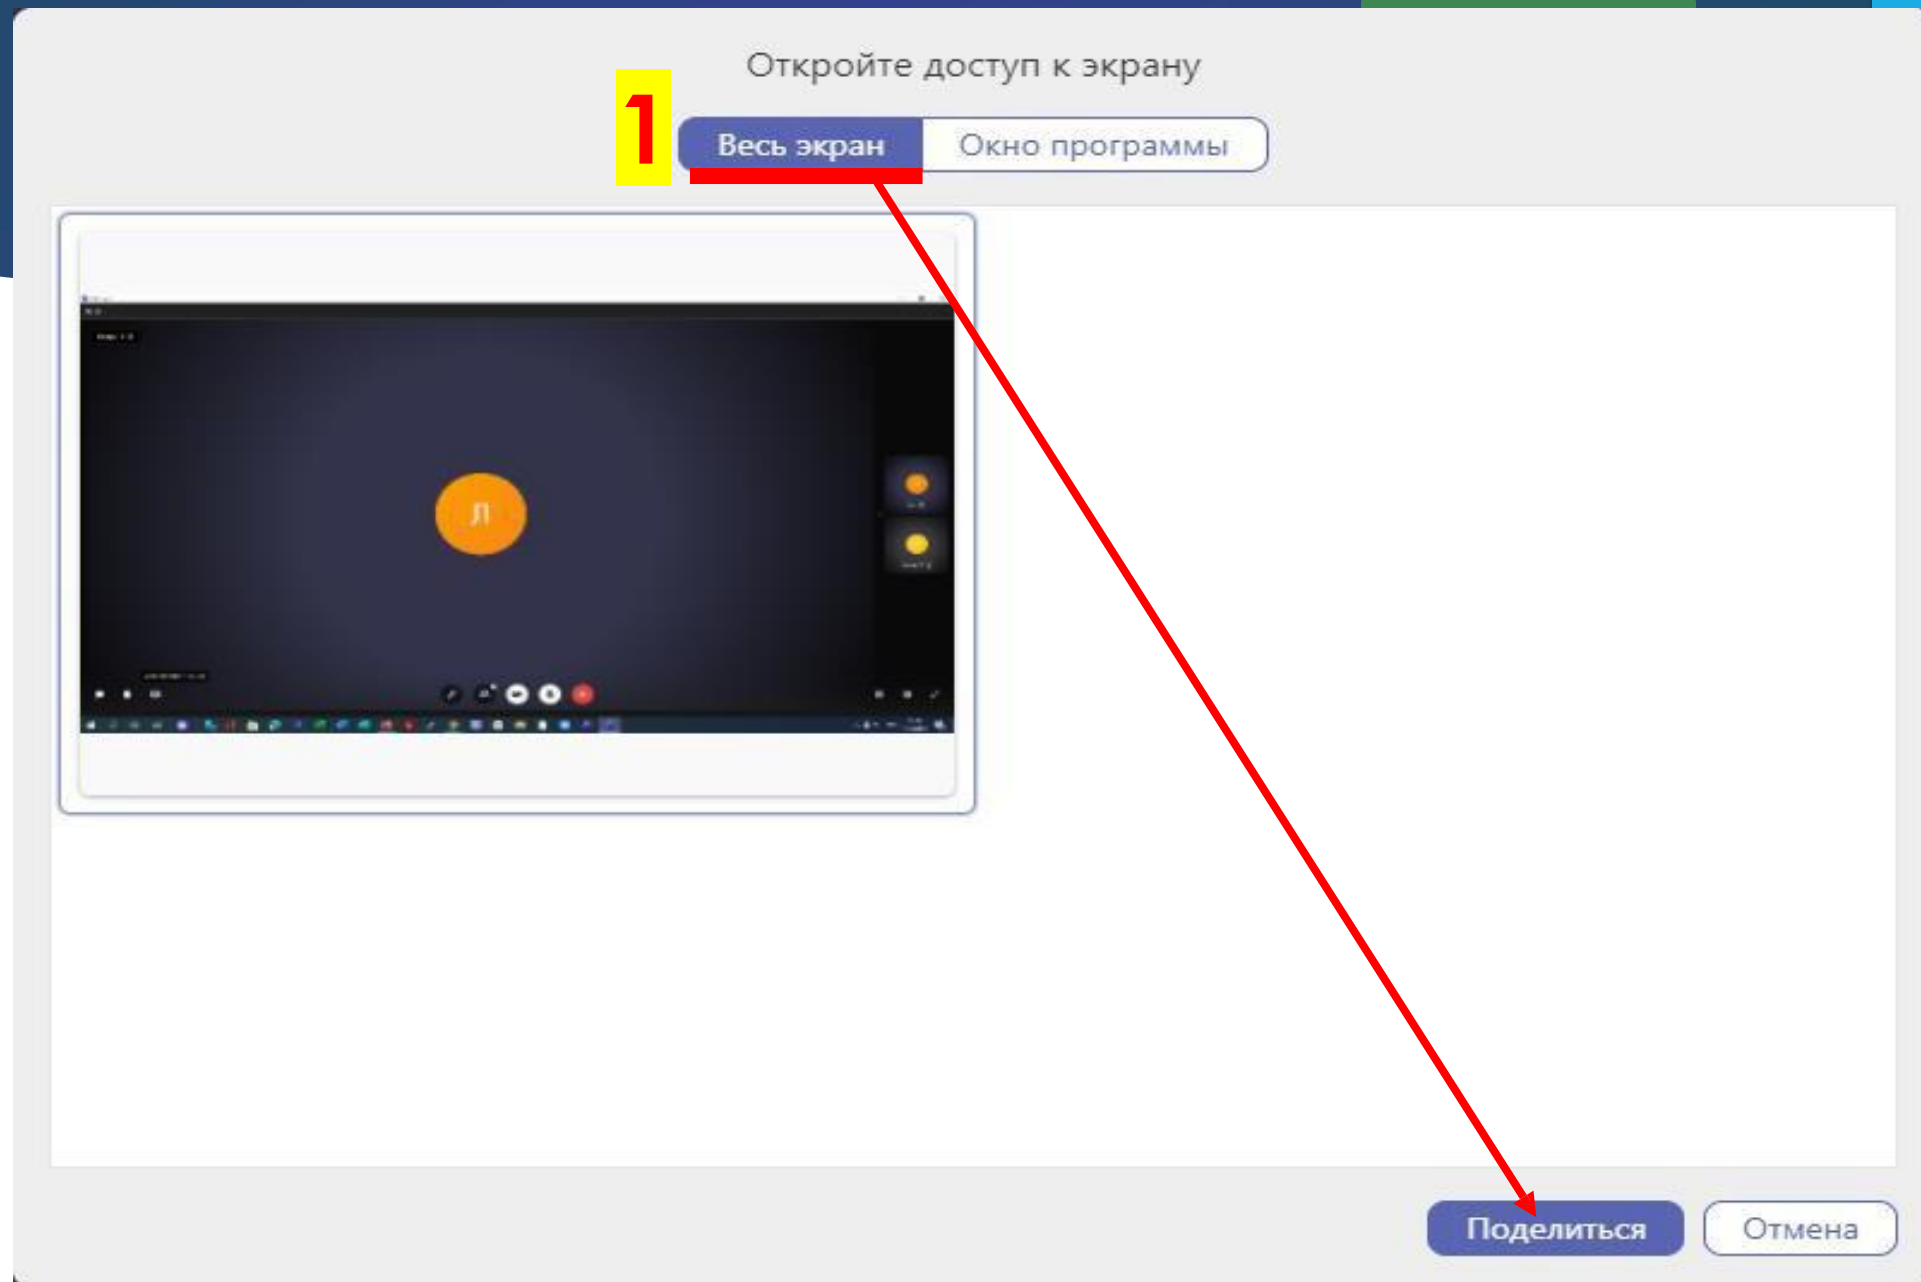 Откройте доступ к экрану
1
Весь экран
Окно программы
Л
Поделиться
Отмена